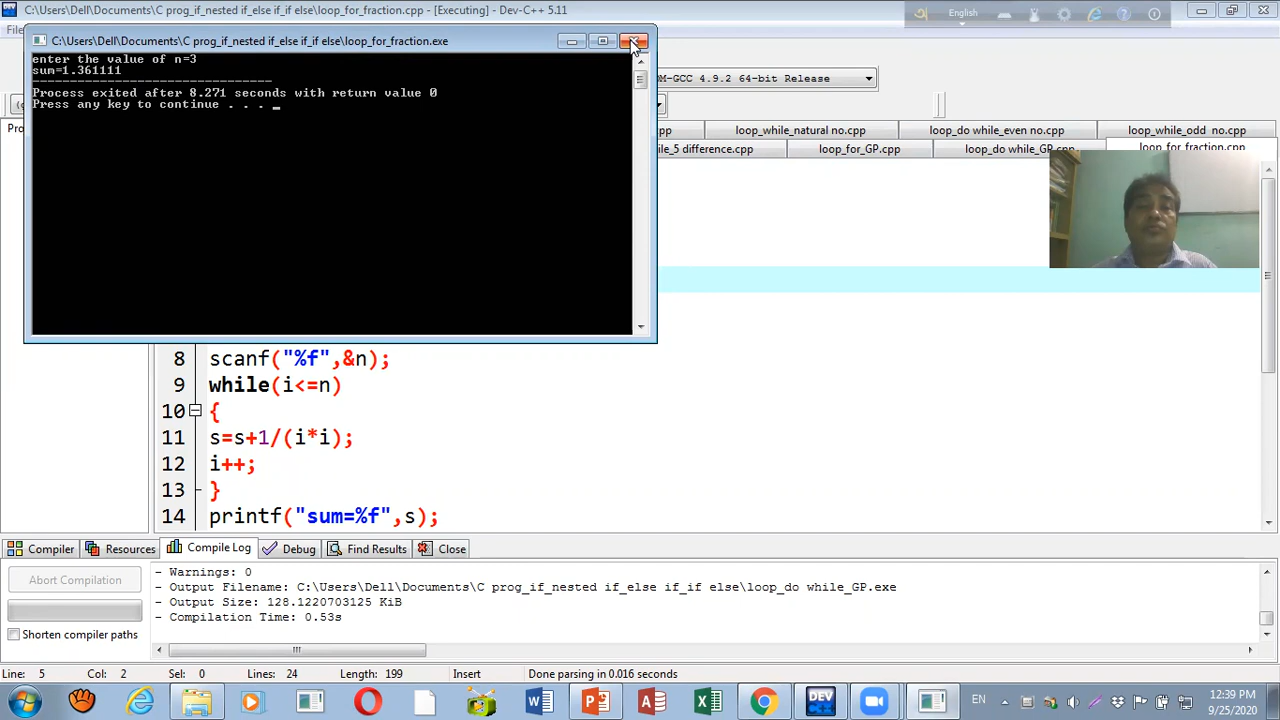 C:\Users\Dell\Documents\C prog_if_nested if_else if_if else\loop_for_fraction.cpp - [Executing] - Dev-C++ 5.11
English
C:\Users\Dell\Documents\C prog_if_nested if_else if_if else\loop_for_fraction.exe
enter the value of n=3
sum=1.361111
--------------------------------
Process exited after 8.271 seconds with return value 0
Press any key to continue . . . _
M-GCC 4.9.2 64-bit Release
Pro
pp
loop_while_natural no.cpp
loop_do while_even no.cpp
loop_while_odd no.cpp
ile_5 difference.cpp
loop_for_GP.cpp
loop_do while_GP.cpp
loop_for_fraction.cpp
8 scanf("%f",&n);
9 while(i<=n)
10 {
11 s=s+1/(i*i);
12 i++;
13 }
14 printf("sum=%f",s);
Compiler Resources Compile Log Debug Find Results Close
Abort Compilation
Shorten compiler paths
- Warnings: 0
- Output Filename: C:\Users\Dell\Documents\C prog_if_nested if_else if_if else\loop_do while_GP.exe
- Output Size: 128.1220703125 KiB
- Compilation Time: 0.53s
Line: 5 Col: 2 Sel: 0 Lines: 24 Length: 199 Insert Done parsing in 0.016 seconds
EN
12:39 PM
9/25/2020